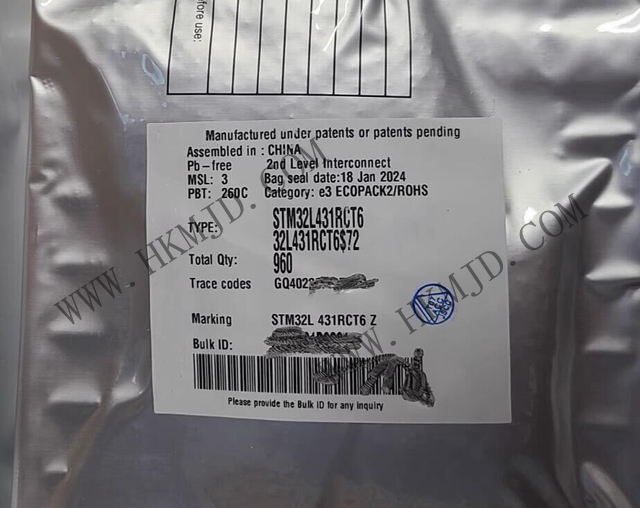 before use:
Manufactured under patents or patents pending
Assembled in : CHINA
Pb-free 2nd Level Interconnect
MSL: 3 Bag seal date:18 Jan 2024
PBT: 260C Category: e3 ECOPACK2/ROHS
TYPE: STM32L431RCT6
32L431RCT6$72
Total Qty: 960
Trace codes GQ402
Marking STM32L 431RCT6 Z
Bulk ID:
Please provide the Bulk ID for any inquiry
WWW.HKMJD.COM
WWW.HKMJD.COM